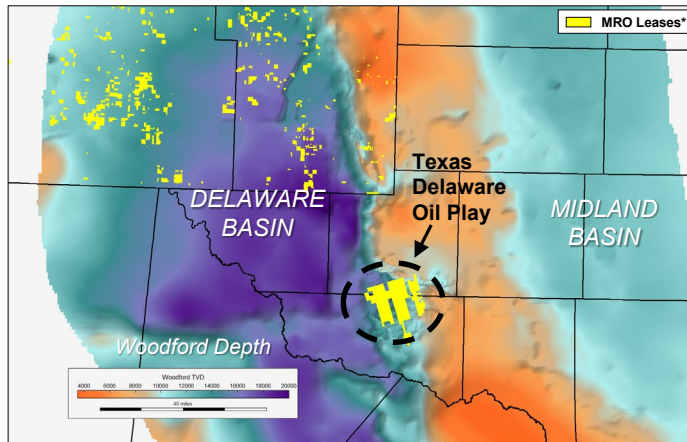 MRO Leases*
Texas
Delaware
Oil Play
DELAWARE
BASIN
MIDLAND
BASIN
Woodford Depth
Woodford TVD
4000 6000 8000 10000 12000 14000 16000 18000 20000
40 miles